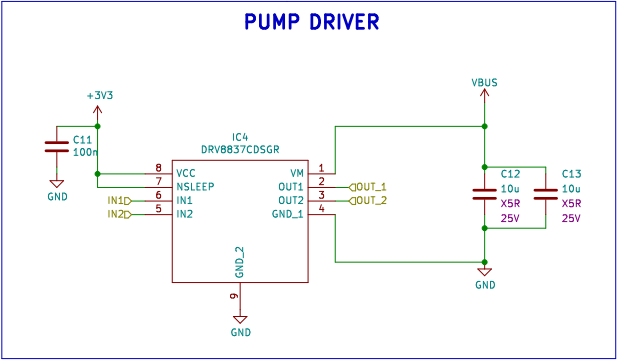 PUMP DRIVER
+3V3
C11
100n
GND
IC4
DRV8837CDSGR
8 VCC
7 NSLEEP
IN1 6 IN1
IN2 5 IN2
VM 1
OUT1 2 OUT_1
OUT2 3 OUT_2
GND_1 4
GND_2
9
GND
VBUS
C12
10u
X5R
25V
C13
10u
X5R
25V
GND